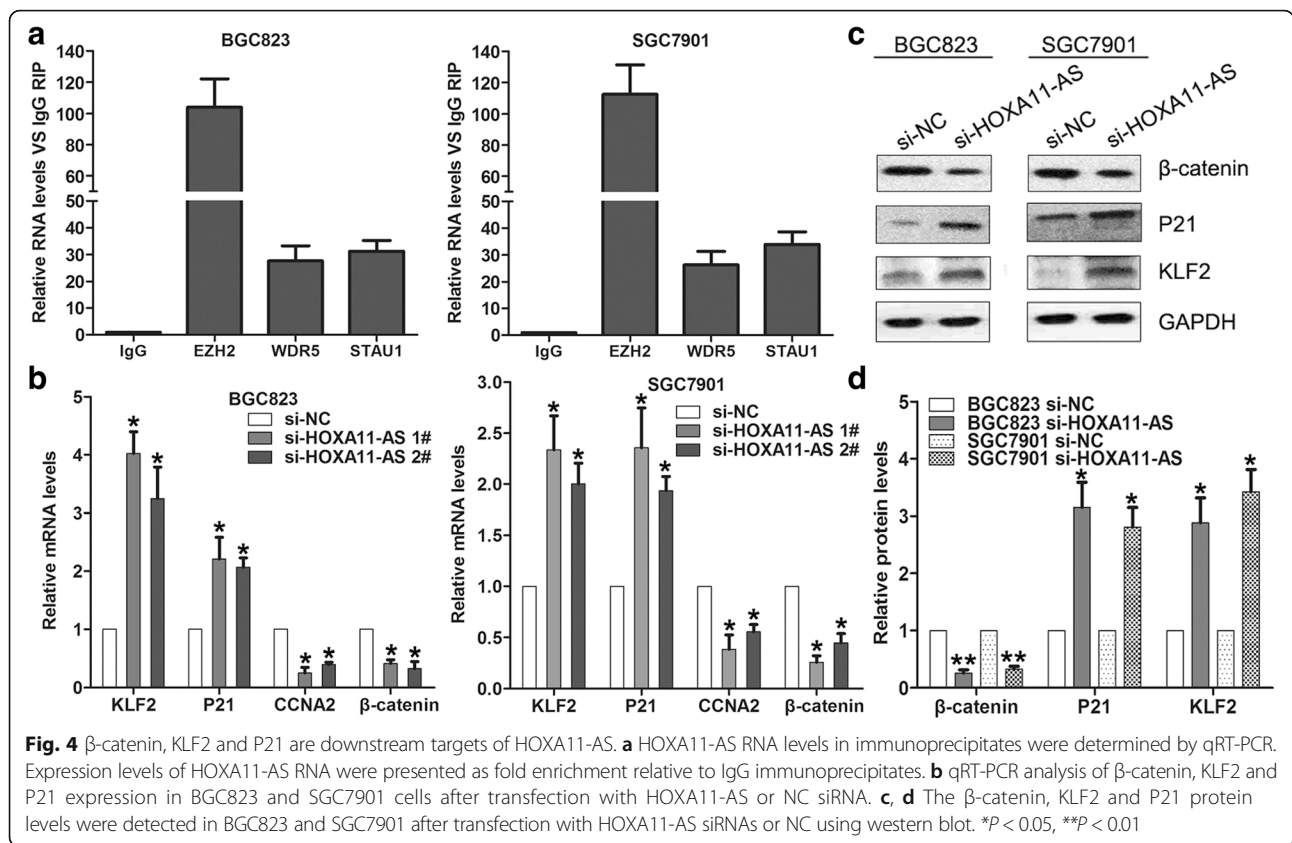 a
BGC823
Relative RNA levels VS IgG RIP
140
120
100
80
60
50
40
30
20
10
0
IgG EZH2 WDR5 STAU1
SGC7901
Relative RNA levels VS IgG RIP
140
120
100
80
60
50
40
30
20
10
0
IgG EZH2 WDR5 STAU1
c
BGC823 SGC7901
si-NC si-HOXA11-AS si-NC si-HOXA11-AS
β-catenin
P21
KLF2
GAPDH
b
BGC823
si-NC
si-HOXA11-AS 1#
si-HOXA11-AS 2#
Relative mRNA levels
5
4
3
2
1
0
* * * * * * * *
KLF2 P21 CCNA2 β-catenin
SGC7901
si-NC
si-HOXA11-AS 1#
si-HOXA11-AS 2#
Relative mRNA levels
3.0
2.5
2.0
1.5
1.0
0.5
0.0
* * * * * * * *
KLF2 P21 CCNA2 β-catenin
d
BGC823 si-NC
BGC823 si-HOXA11-AS
SGC7901 si-NC
SGC7901 si-HOXA11-AS
Relative protein levels
5
4
3
2
1
0
** ** * * * *
β-catenin P21 KLF2
Fig. 4 β-catenin, KLF2 and P21 are downstream targets of HOXA11-AS. a HOXA11-AS RNA levels in immunoprecipitates were determined by qRT-PCR.
Expression levels of HOXA11-AS RNA were presented as fold enrichment relative to IgG immunoprecipitates. b qRT-PCR analysis of β-catenin, KLF2 and
P21 expression in BGC823 and SGC7901 cells after transfection with HOXA11-AS or NC siRNA. c, d The β-catenin, KLF2 and P21 protein
levels were detected in BGC823 and SGC7901 after transfection with HOXA11-AS siRNAs or NC using western blot. *P < 0.05, **P < 0.01